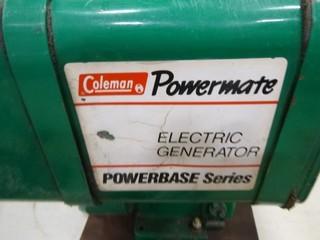 Coleman Powermate
ELECTRIC
GENERATOR
POWERBASE Series